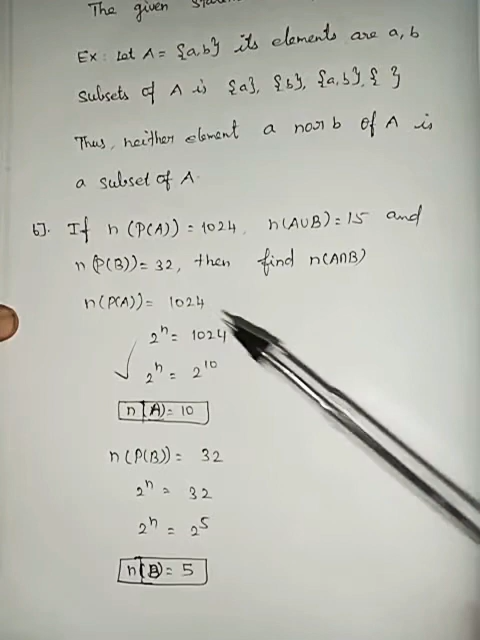 The given
Ex: Let A = {a,b} its elements are a, b
subsets of A is {a}, {b}, {a,b}, { }
Thus, neither element a nor b of A is
a subset of A.
6]. If n(P(A)) = 1024, n(A∪B) = 15 and
n(P(B)) = 32, then find n(A∩B)
n(P(A)) = 1024
2ⁿ = 1024
2ⁿ = 2¹⁰
n(A) = 10
n(P(B)) = 32
2ⁿ = 32
2ⁿ = 2⁵
n(B) = 5